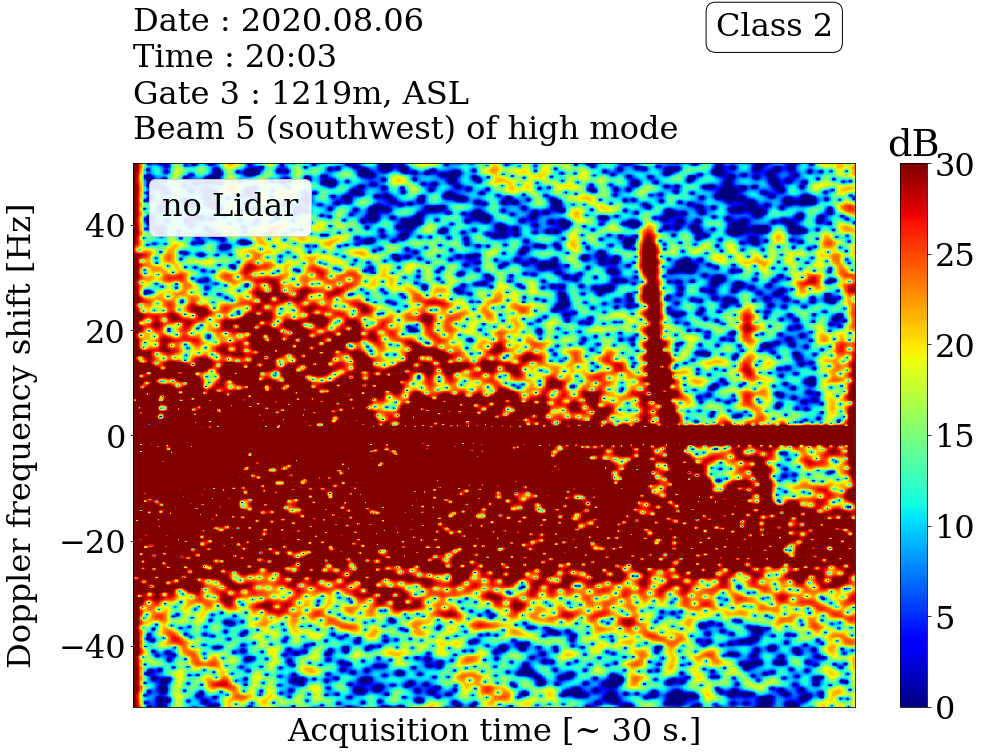 Date : 2020.08.06
Time : 20:03
Gate 3 : 1219m, ASL
Beam 5 (southwest) of high mode
Class 2
dB
no Lidar
Doppler frequency shift [Hz]
40
20
0
−20
−40
Acquisition time [~ 30 s.]
30
25
20
15
10
5
0